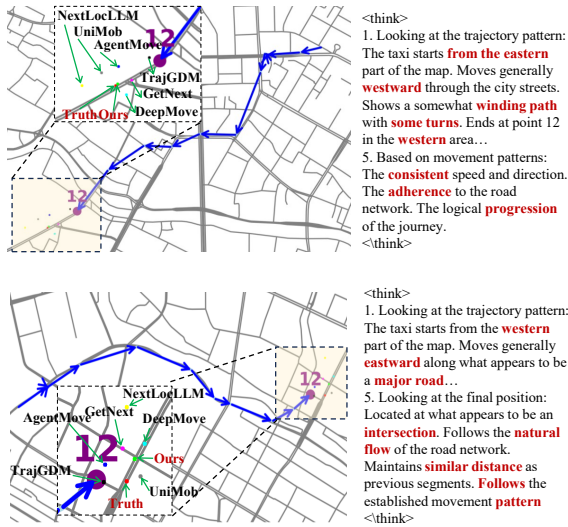 NextLocLLM
UniMob
AgentMove
12
TrajGDM
GetNext
TruthOurs
DeepMove
12
<think>
1. Looking at the trajectory pattern:
The taxi starts from the eastern
part of the map. Moves generally
westward through the city streets.
Shows a somewhat winding path
with some turns. Ends at point 12
in the western area…
5. Based on movement patterns:
The consistent speed and direction.
The adherence to the road
network. The logical progression
of the journey.
<\think>
12
NextLocLLM
GetNext
AgentMove
DeepMove
12
Ours
TrajGDM
UniMob
Truth
<think>
1. Looking at the trajectory pattern:
The taxi starts from the western
part of the map. Moves generally
eastward along what appears to be
a major road…
5. Looking at the final position:
Located at what appears to be an
intersection. Follows the natural
flow of the road network.
Maintains similar distance as
previous segments. Follows the
established movement pattern
<\think>